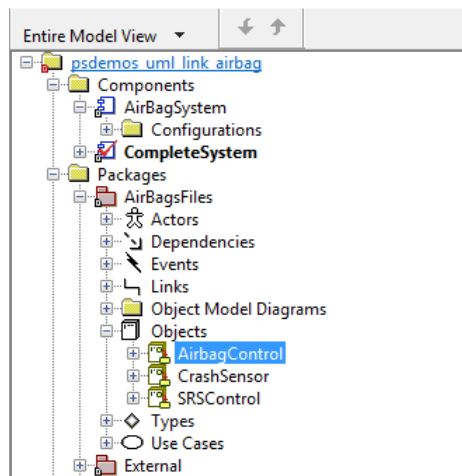 Entire Model View
psdemos_uml_link_airbag
Components
AirBagSystem
Configurations
CompleteSystem
Packages
AirBagsFiles
Actors
Dependencies
Events
Links
Object Model Diagrams
Objects
AirbagControl
CrashSensor
SRSControl
Types
Use Cases
External